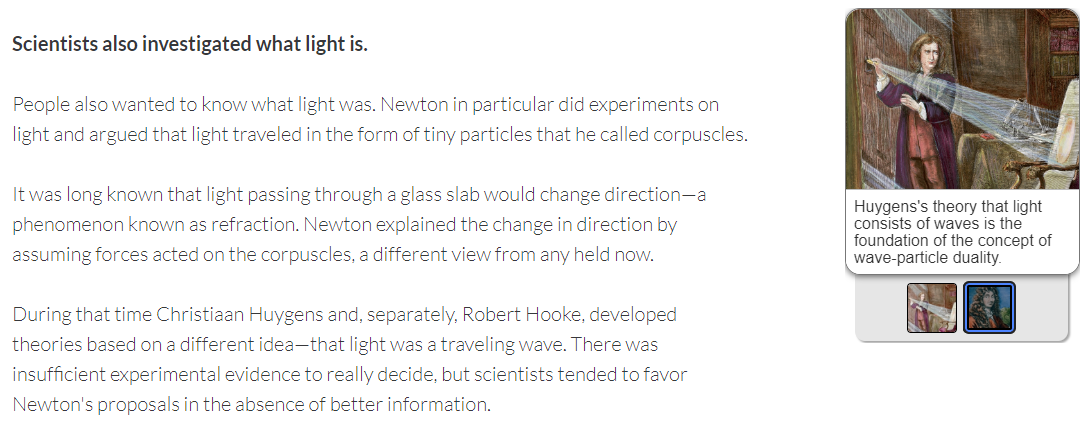 Scientists also investigated what light is.
People also wanted to know what light was. Newton in particular did experiments on
light and argued that light traveled in the form of tiny particles that he called corpuscles.
It was long known that light passing through a glass slab would change direction—a
phenomenon known as refraction. Newton explained the change in direction by
assuming forces acted on the corpuscles, a different view from any held now.
During that time Christiaan Huygens and, separately, Robert Hooke, developed
theories based on a different idea—that light was a traveling wave. There was
insufficient experimental evidence to really decide, but scientists tended to favor
Newton's proposals in the absence of better information.
Huygens's theory that light
consists of waves is the
foundation of the concept of
wave-particle duality.